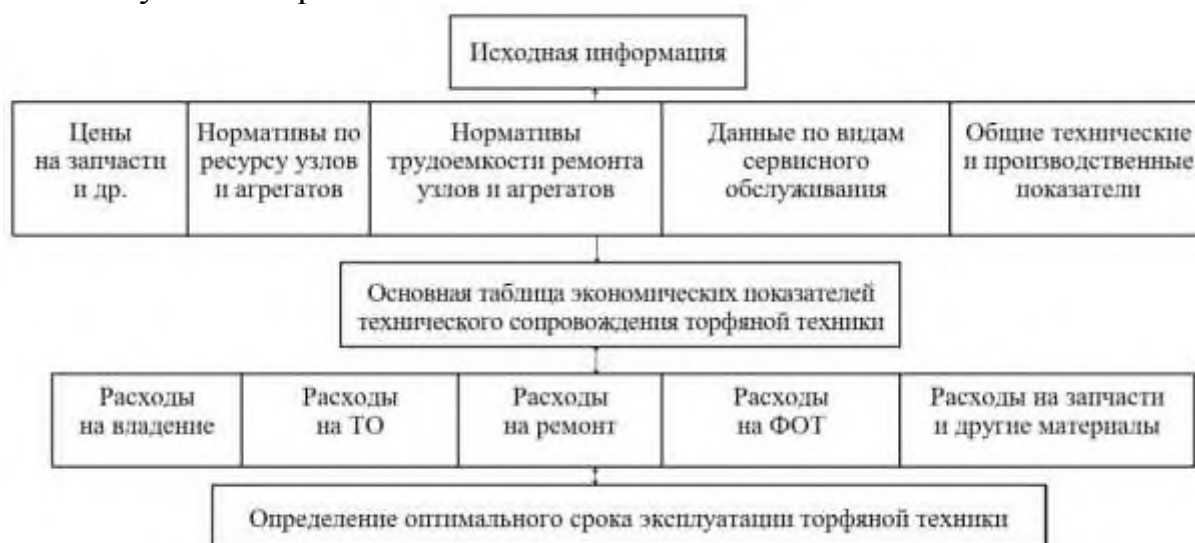 Исходная информация
Цены
на запчасти
и др.
Нормативы по
ресурсу узлов
и агрегатов
Нормативы
трудоемкости ремонта
узлов и агрегатов
Данные по видам
сервисного
обслуживания
Общие технические
и производственные
показатели
Основная таблица экономических показателей
технического сопровождения торфяной техники
Расходы
на владение
Расходы
на ТО
Расходы
на ремонт
Расходы
на ФОТ
Расходы на запчасти
и другие материалы
Определение оптимального срока эксплуатации торфяной техники